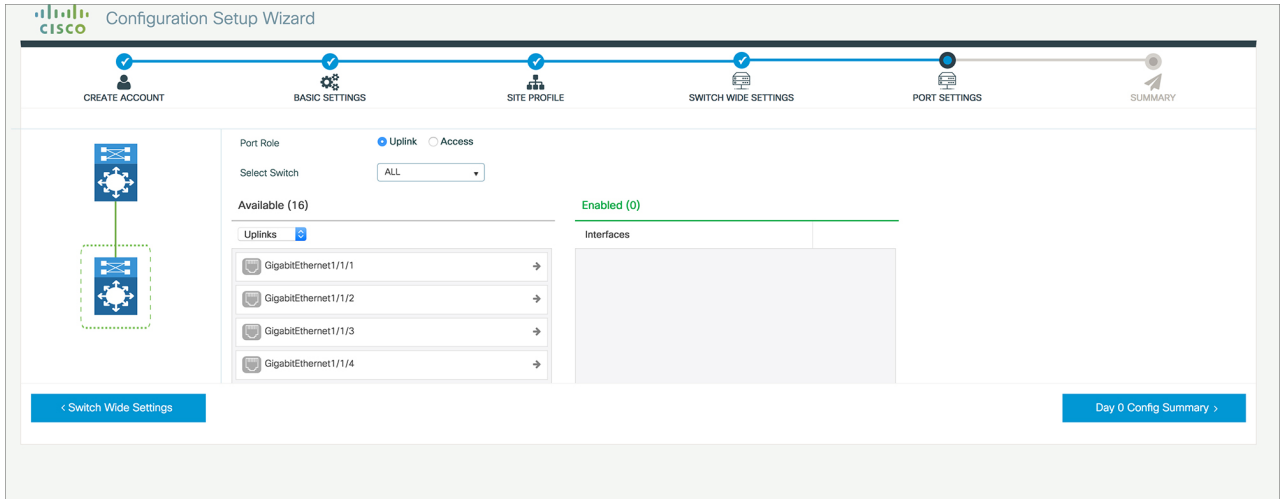 CISCO
Configuration Setup Wizard
CREATE ACCOUNT
BASIC SETTINGS
SITE PROFILE
SWITCH WIDE SETTINGS
PORT SETTINGS
SUMMARY
Port Role
Uplink
Access
Select Switch
ALL
Available (16)
Enabled (0)
Uplinks
Interfaces
GigabitEthernet1/1/1
GigabitEthernet1/1/2
GigabitEthernet1/1/3
GigabitEthernet1/1/4
< Switch Wide Settings
Day 0 Config Summary >